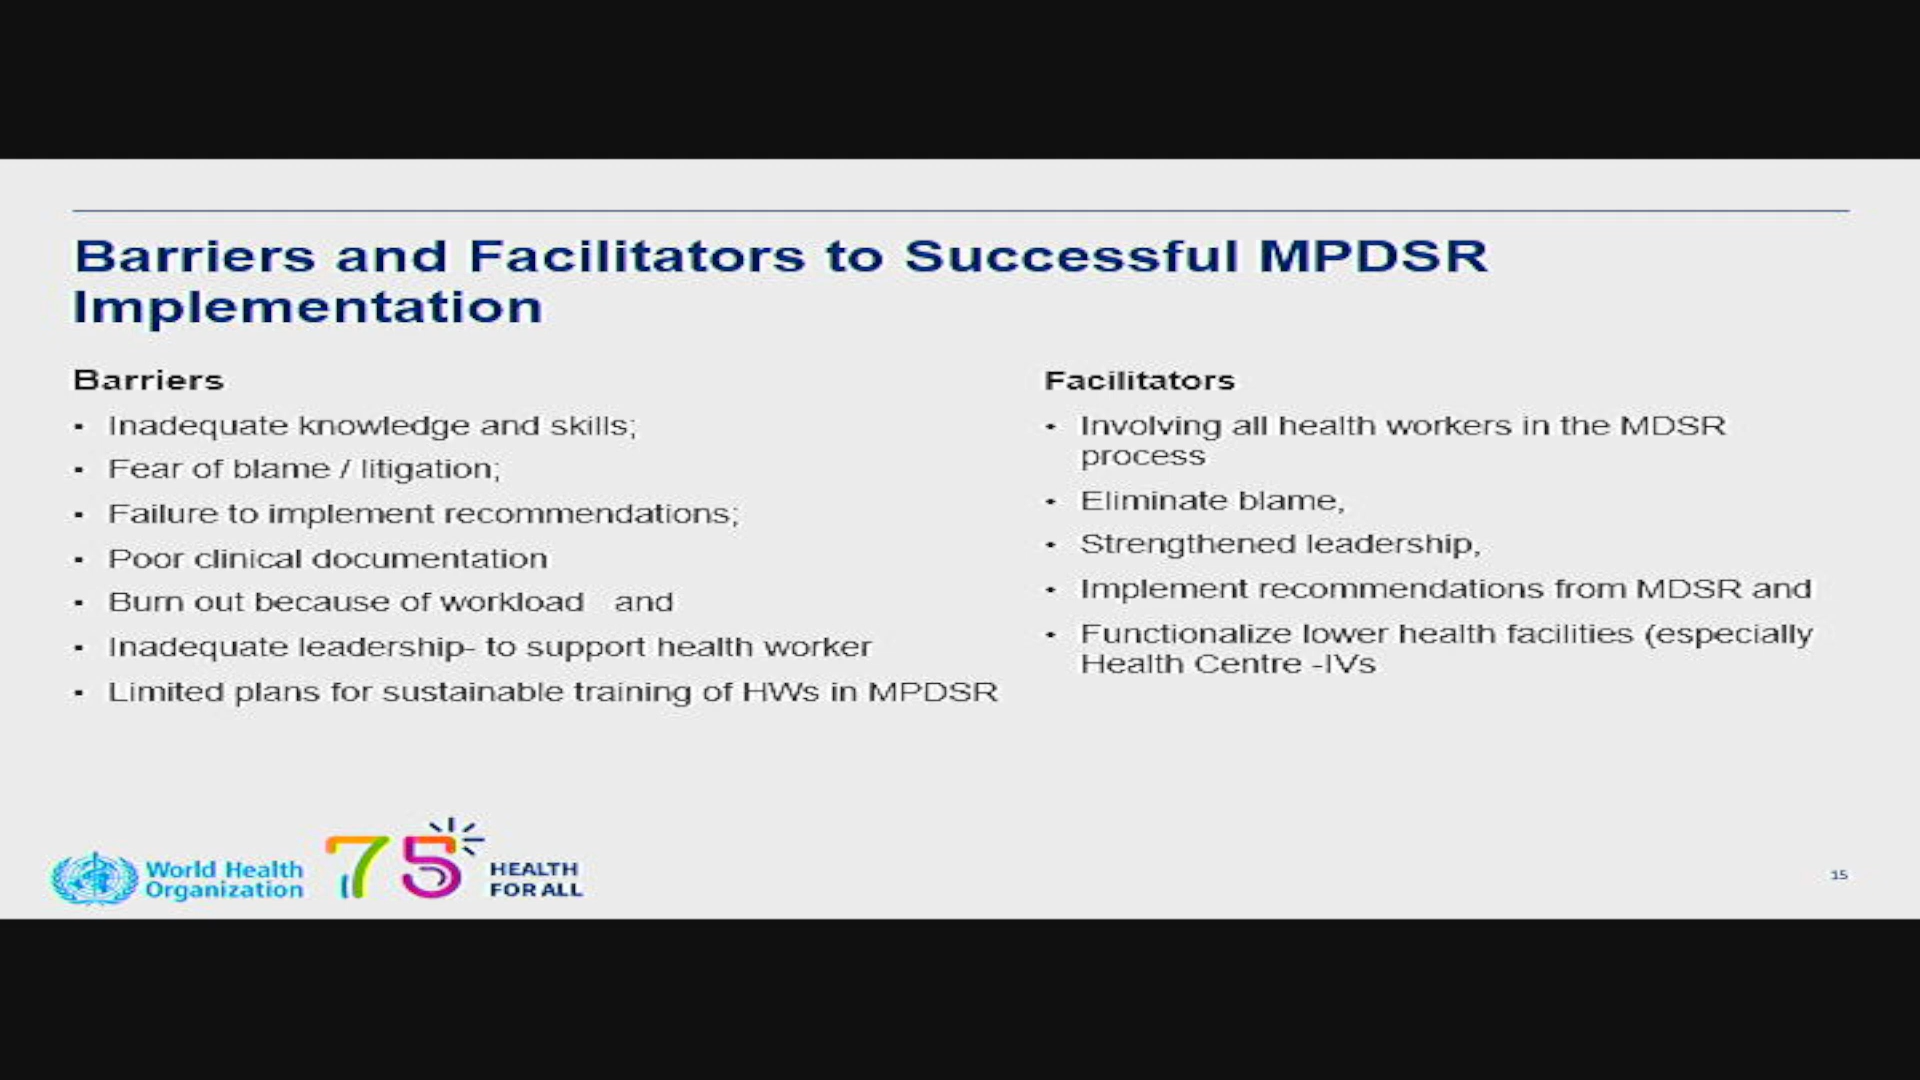 Barriers and Facilitators to Successful MPDSR
Implementation
Barriers
▪ Inadequate knowledge and skills;
▪ Fear of blame / litigation;
▪ Failure to implement recommendations;
▪ Poor clinical documentation
▪ Burn out because of workload and
▪ Inadequate leadership- to support health worker
▪ Limited plans for sustainable training of HWs in MPDSR
Facilitators
• Involving all health workers in the MDSR
process
• Eliminate blame,
• Strengthened leadership,
• Implement recommendations from MDSR and
• Functionalize lower health facilities (especially
Health Centre -IVs
World Health
Organization
75
HEALTH
FOR ALL
15